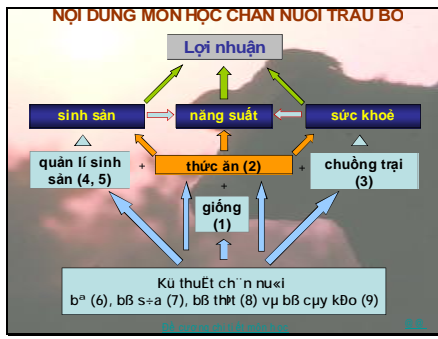 NỘI DUNG MÔN HỌC CHĂN NUÔI TRÂU BÒ
Lợi nhuận
sinh sản
năng suất
sức khoẻ
quản lí sinh
sản (4, 5)
+
thức ăn (2)
+
chuồng trại
(3)
+
giống
(1)
Kü thuËt ch¨n nu«i
bª (6), bß s÷a (7), bß thÞt (8) vµ bß cµy kÐo (9)